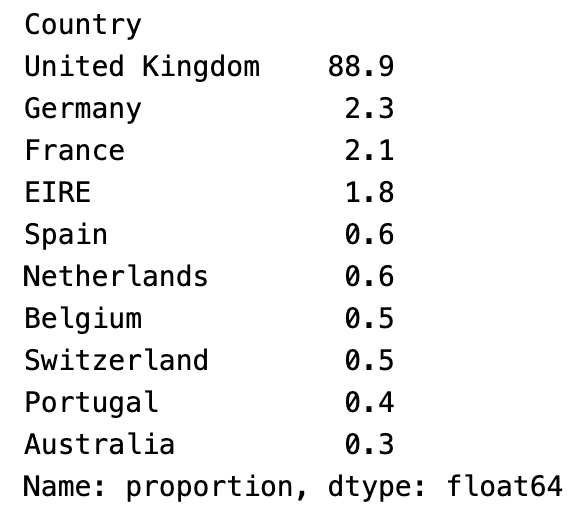 Country
United Kingdom    88.9
Germany            2.3
France             2.1
EIRE               1.8
Spain              0.6
Netherlands        0.6
Belgium            0.5
Switzerland        0.5
Portugal           0.4
Australia          0.3
Name: proportion, dtype: float64